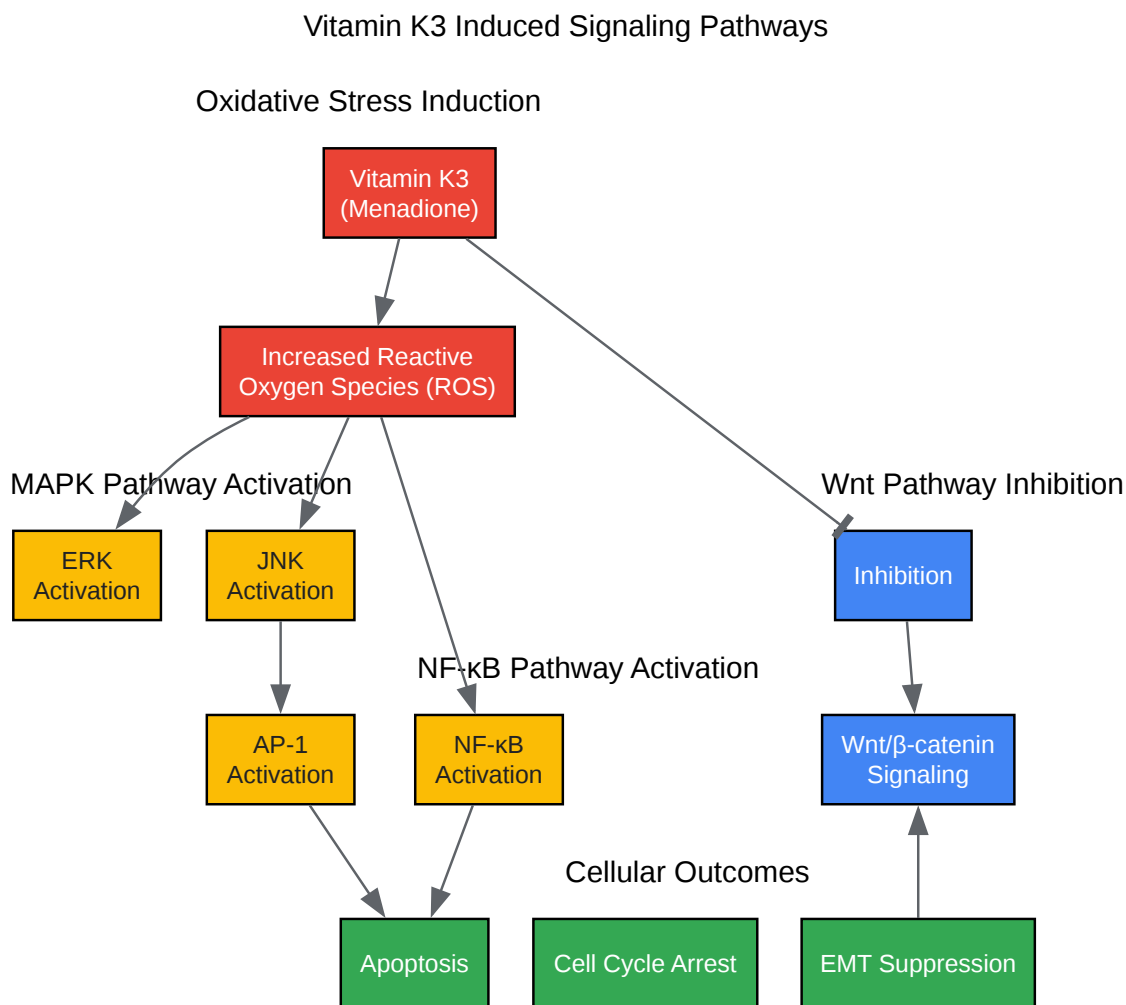 Vitamin K3 Induced Signaling Pathways
Oxidative Stress Induction
Vitamin K3
(Menadione)
Increased Reactive
Oxygen Species (ROS)
MAPK Pathway Activation
Wnt Pathway Inhibition
ERK
Activation
JNK
Activation
Inhibition
NF-κB Pathway Activation
AP-1
Activation
NF-κB
Activation
Wnt/β-catenin
Signaling
Cellular Outcomes
Apoptosis
Cell Cycle Arrest
EMT Suppression